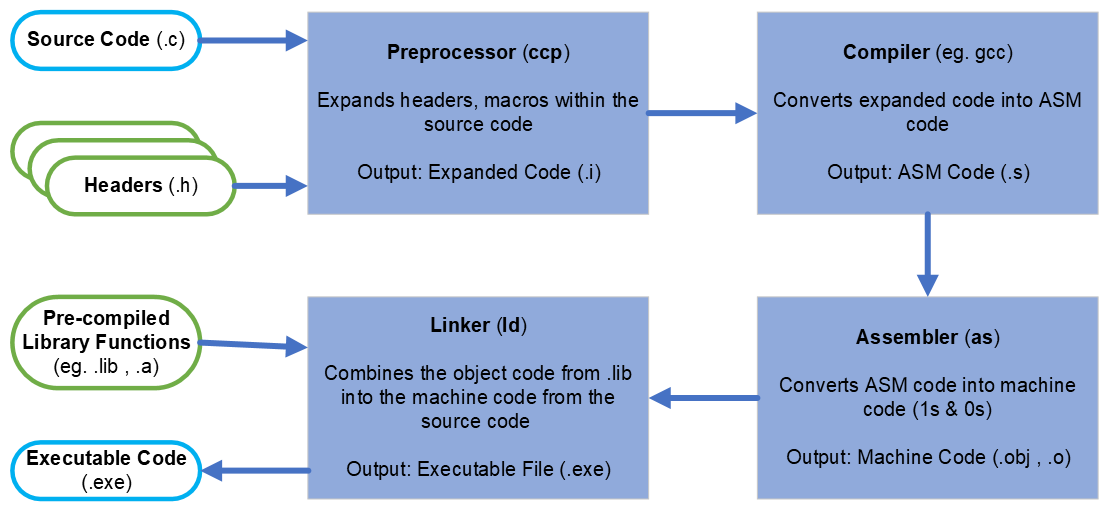 Source Code (.c)
Headers (.h)
Preprocessor (ccp)
Expands headers, macros within the
source code
Output: Expanded Code (.i)
Compiler (eg. gcc)
Converts expanded code into ASM
code
Output: ASM Code (.s)
Pre-compiled
Library Functions
(eg. .lib , .a)
Executable Code
(.exe)
Linker (ld)
Combines the object code from .lib
into the machine code from the
source code
Output: Executable File (.exe)
Assembler (as)
Converts ASM code into machine
code (1s & 0s)
Output: Machine Code (.obj , .o)